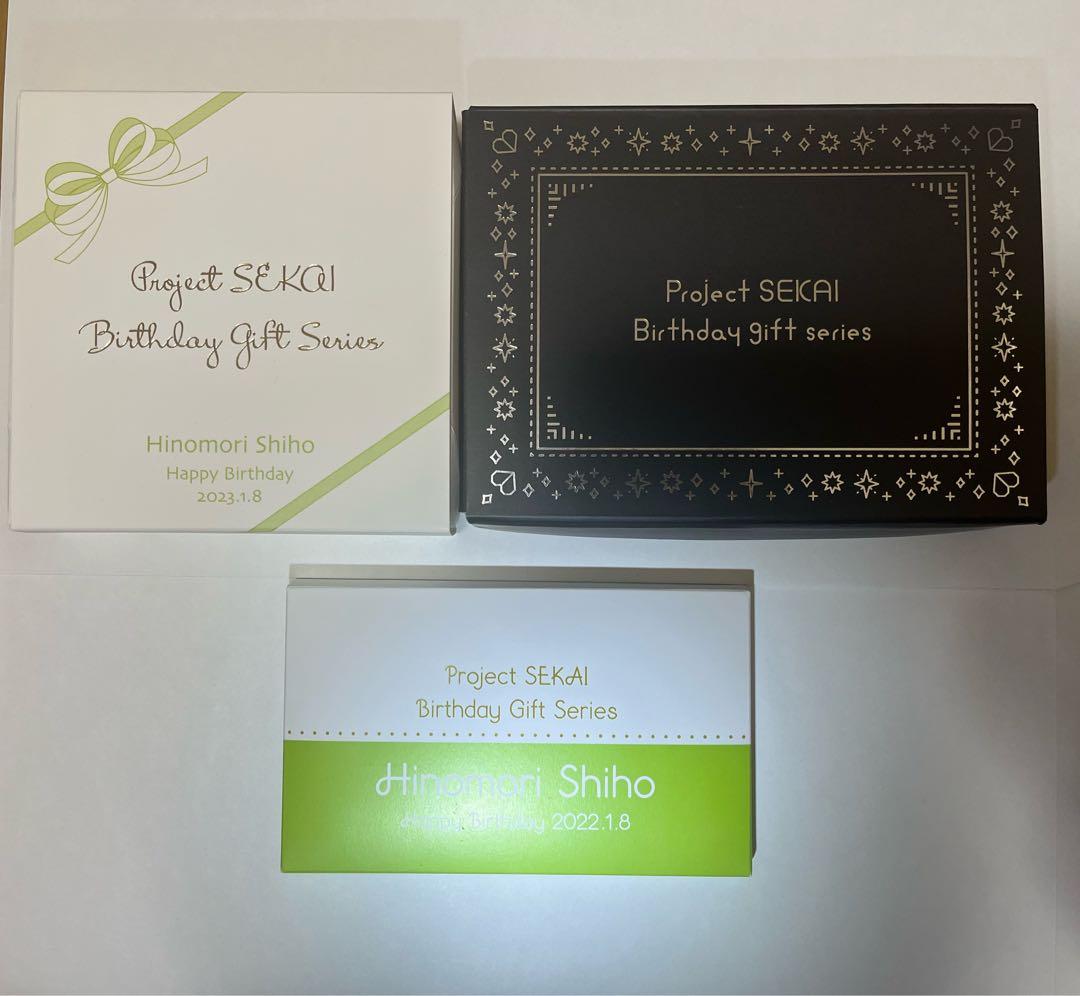 Project SEKAI
Birthday Gift Series
Hinomori Shiho
Happy Birthday
2023.1.8
Project SEKAI
Birthday gift series
Project SEKAI
Birthday Gift Series
Hinomori Shiho
Happy Birthday 2022.1.8